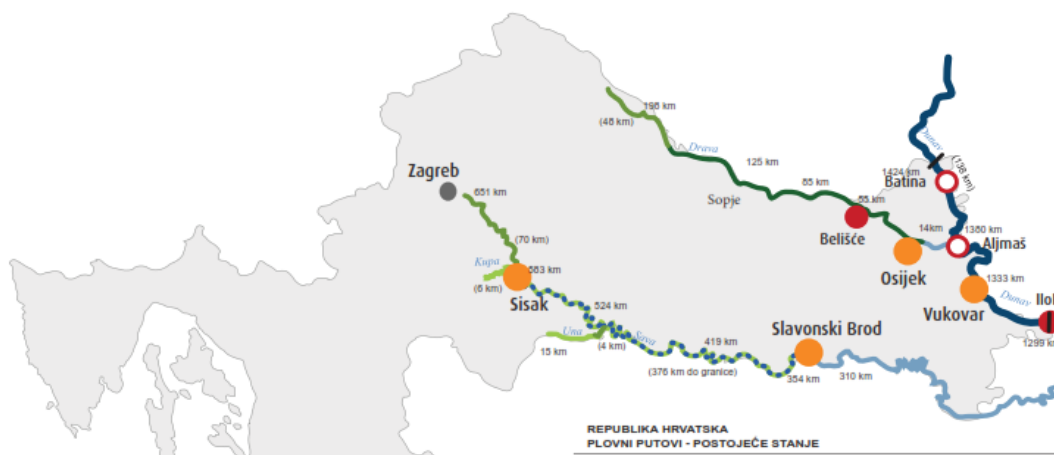 198 km
(48 km)
Drava
125 km
85 km
Sopje
55 km
Belišće
14km
Osijek
Dunav
1424 km
(138 km)
Batina
1380 km
Aljmaš
1333 km
Vukovar
Dunav
1299 km
Zagreb
651 km
(70 km)
Kupa
(6 km)
583 km
Sisak
524 km
Una
(4 km)
15 km
Sava
419 km
(376 km do granice)
Slavonski Brod
354 km
310 km
REPUBLIKA HRVATSKA
PLOVNI PUTOVI - POSTOJEĆE STANJE